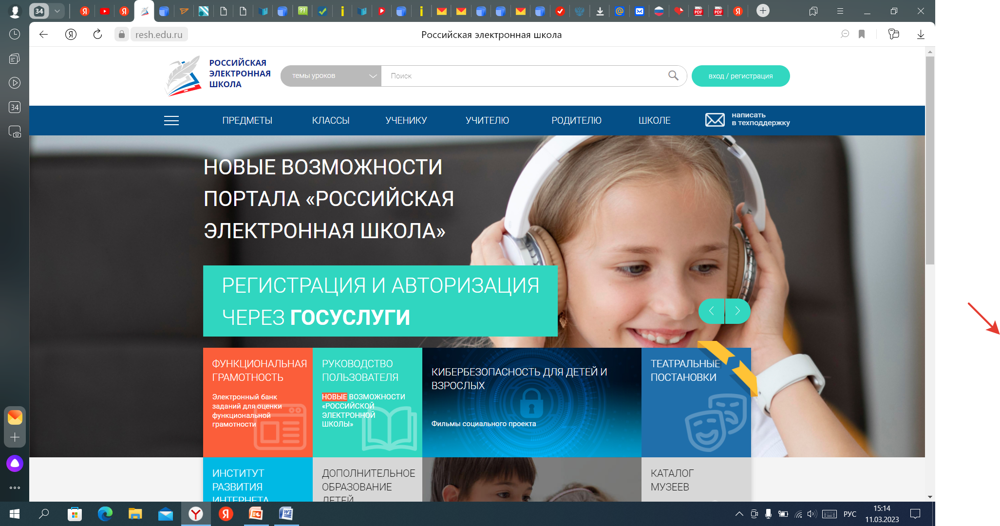 34
resh.edu.ru
Российская электронная школа
34
РОССИЙСКАЯ
ЭЛЕКТРОННАЯ
ШКОЛА
темы уроков
Поиск
вход / регистрация
ПРЕДМЕТЫ
КЛАССЫ
УЧЕНИКУ
УЧИТЕЛЮ
РОДИТЕЛЮ
ШКОЛЕ
написать
в техподдержку
НОВЫЕ ВОЗМОЖНОСТИ
ПОРТАЛА «РОССИЙСКАЯ
ЭЛЕКТРОННАЯ ШКОЛА»
РЕГИСТРАЦИЯ И АВТОРИЗАЦИЯ
ЧЕРЕЗ ГОСУСЛУГИ
ФУНКЦИОНАЛЬНАЯ
ГРАМОТНОСТЬ
Электронный банк
заданий для оценки
функциональной
грамотности
РУКОВОДСТВО
ПОЛЬЗОВАТЕЛЯ
НОВЫЕ ВОЗМОЖНОСТИ
«РОССИЙСКОЙ
ЭЛЕКТРОННОЙ
ШКОЛЫ»
КИБЕРБЕЗОПАСНОСТЬ ДЛЯ ДЕТЕЙ И
ВЗРОСЛЫХ
Фильмы социального проекта
ТЕАТРАЛЬНЫЕ
ПОСТАНОВКИ
ИНСТИТУТ
РАЗВИТИЯ
ИНТЕРНЕТА
ДОПОЛНИТЕЛЬНОЕ
ОБРАЗОВАНИЕ
ДЕТЕЙ
КАТАЛОГ
МУЗЕЕВ
РУС
15:14
11.03.2023